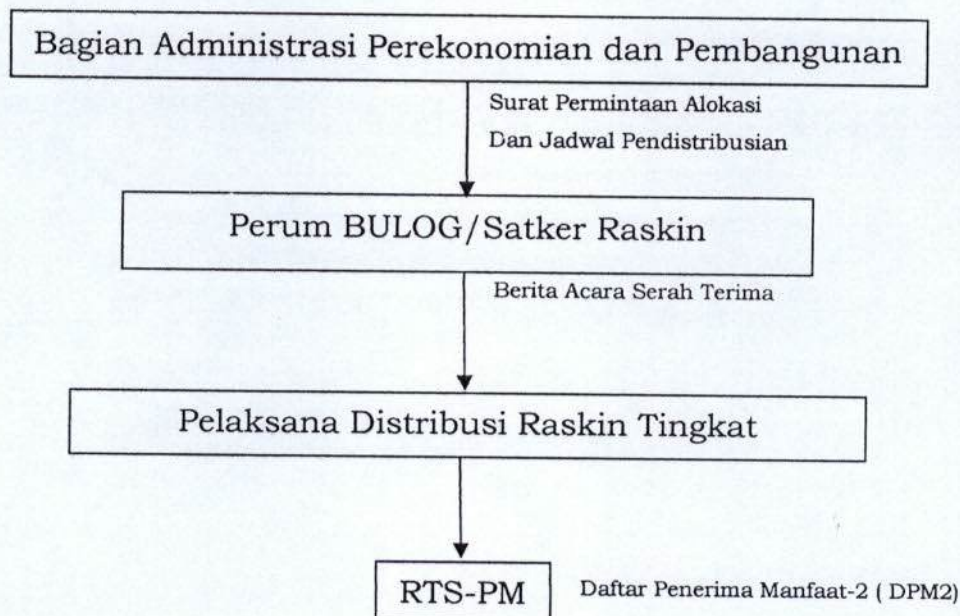 Bagian Administrasi Perekonomian dan Pembangunan
Surat Permintaan Alokasi
Dan Jadwal Pendistribusian
Perum BULOG/Satker Raskin
Berita Acara Serah Terima
Pelaksana Distribusi Raskin Tingkat
RTS-PM
Daftar Penerima Manfaat-2 ( DPM2)